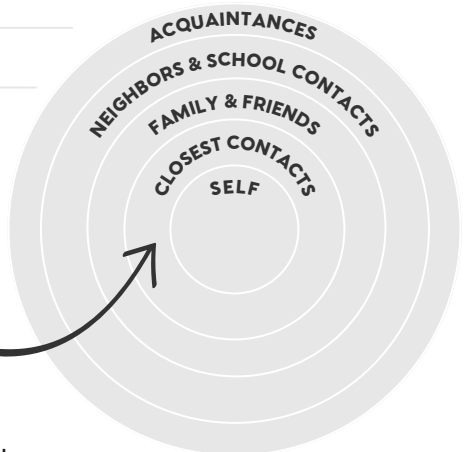 ACQUAINTANCES
NEIGHBORS & SCHOOL CONTACTS
FAMILY & FRIENDS
CLOSEST CONTACTS
SELF